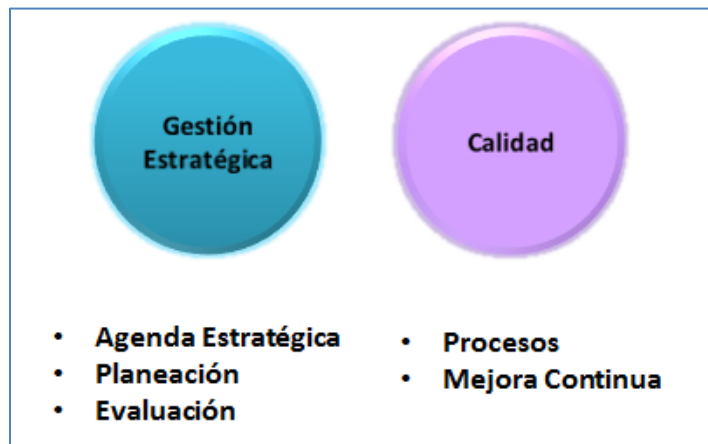 Gestión
Estratégica
Calidad
• Agenda Estratégica
• Planeación
• Evaluación
• Procesos
• Mejora Continua